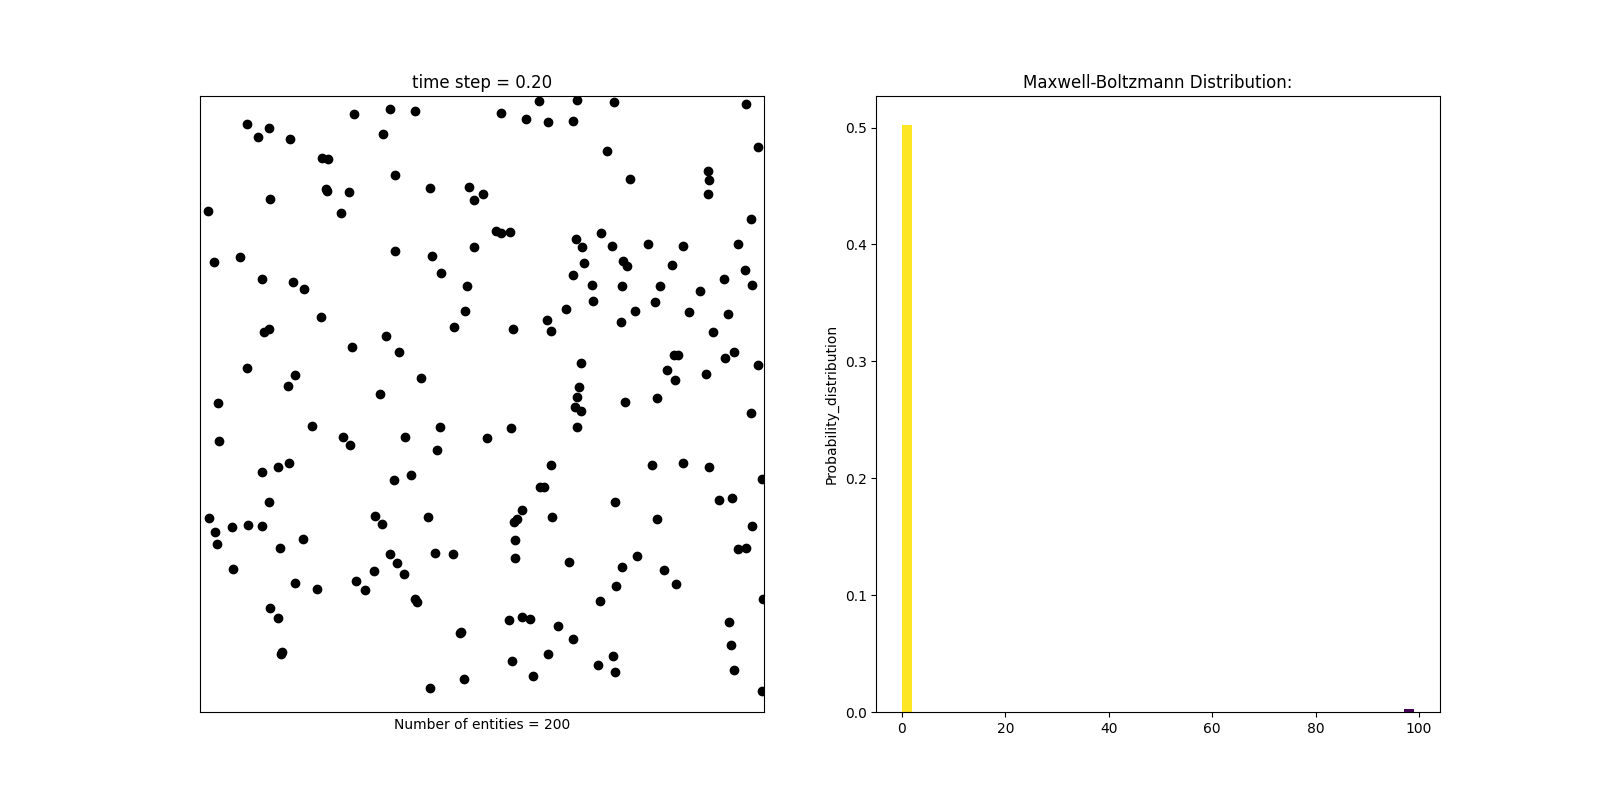 time step = 0.20
Number of entities = 200
Maxwell-Boltzmann Distribution:
Probability_distribution
0.5
0.4
0.3
0.2
0.1
0.0
0 20 40 60 80 100